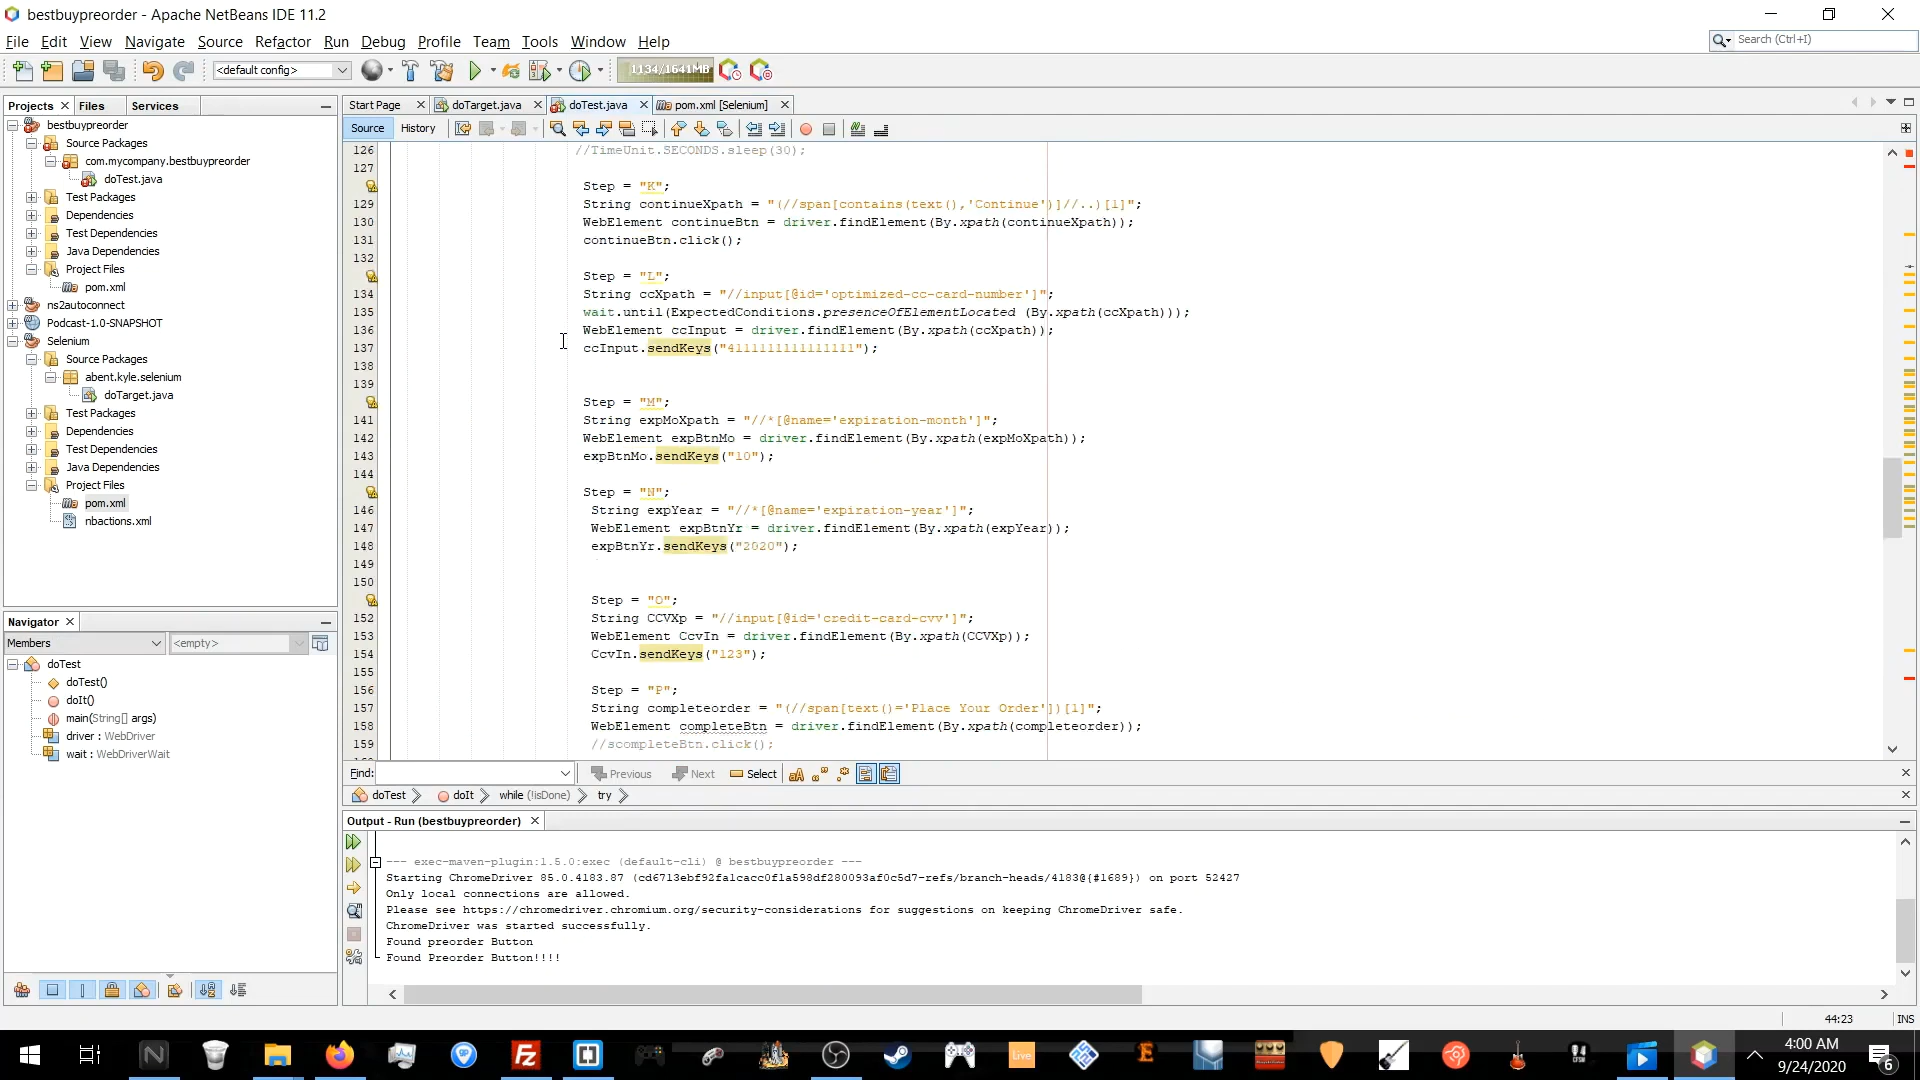 bestbuypreorder - Apache NetBeans IDE 11.2
File Edit View Navigate Source Refactor Run Debug Profile Team Tools Window Help
Search (Ctrl+I)
<default config>
1134/1641MB
Projects Files Services
bestbuypreorder
Source Packages
com.mycompany.bestbuypreorder
doTest.java
Test Packages
Dependencies
Test Dependencies
Java Dependencies
Project Files
pom.xml
ns2autoconnect
Podcast-1.0-SNAPSHOT
Selenium
Source Packages
abent.kyle.selenium
doTarget.java
Test Packages
Dependencies
Test Dependencies
Java Dependencies
Project Files
pom.xml
nbactions.xml
Navigator
Members <empty>
doTest
doTest()
doIt()
main(String[] args)
driver : WebDriver
wait : WebDriverWait
Start Page doTarget.java doTest.java pom.xml [Selenium]
Source History
126 //TimeUnit.SECONDS.sleep(30);
127
Step = "K";
129 String continueXpath = "(//span[contains(text(),'Continue')]//..)[1]";
130 WebElement continueBtn = driver.findElement(By.xpath(continueXpath));
131 continueBtn.click();
132
Step = "L";
134 String ccXpath = "//input[@id='optimized-cc-card-number']";
135 wait.until(ExpectedConditions.presenceOfElementLocated (By.xpath(ccXpath)));
136 WebElement ccInput = driver.findElement(By.xpath(ccXpath));
137 ccInput.sendKeys("4111111111111111");
138
139
Step = "M";
141 String expMoXpath = "//*[@name='expiration-month']";
142 WebElement expBtnMo = driver.findElement(By.xpath(expMoXpath));
143 expBtnMo.sendKeys("10");
144
Step = "N";
146 String expYear = "//*[@name='expiration-year']";
147 WebElement expBtnYr = driver.findElement(By.xpath(expYear));
148 expBtnYr.sendKeys("2020");
149
150
Step = "O";
152 String CCVXp = "//input[@id='credit-card-cvv']";
153 WebElement CcvIn = driver.findElement(By.xpath(CCVXp));
154 CcvIn.sendKeys("123");
155
156 Step = "P";
157 String completeorder = "(//span[text()='Place Your Order'])[1]";
158 WebElement completeBtn = driver.findElement(By.xpath(completeorder));
159 //scompleteBtn.click();
Find: Previous Next Select
doTest doIt while (!isDone) try
Output - Run (bestbuypreorder)
--- exec-maven-plugin:1.5.0:exec (default-cli) @ bestbuypreorder ---
Starting ChromeDriver 85.0.4183.87 (cd6713ebf92fa1cacc0f1a598df280093af0c5d7-refs/branch-heads/4183@{#1689}) on port 52427
Only local connections are allowed.
Please see https://chromedriver.chromium.org/security-considerations for suggestions on keeping ChromeDriver safe.
ChromeDriver was started successfully.
Found preorder Button
Found Preorder Button!!!!
44:23 INS
Live
4:00 AM
9/24/2020
6